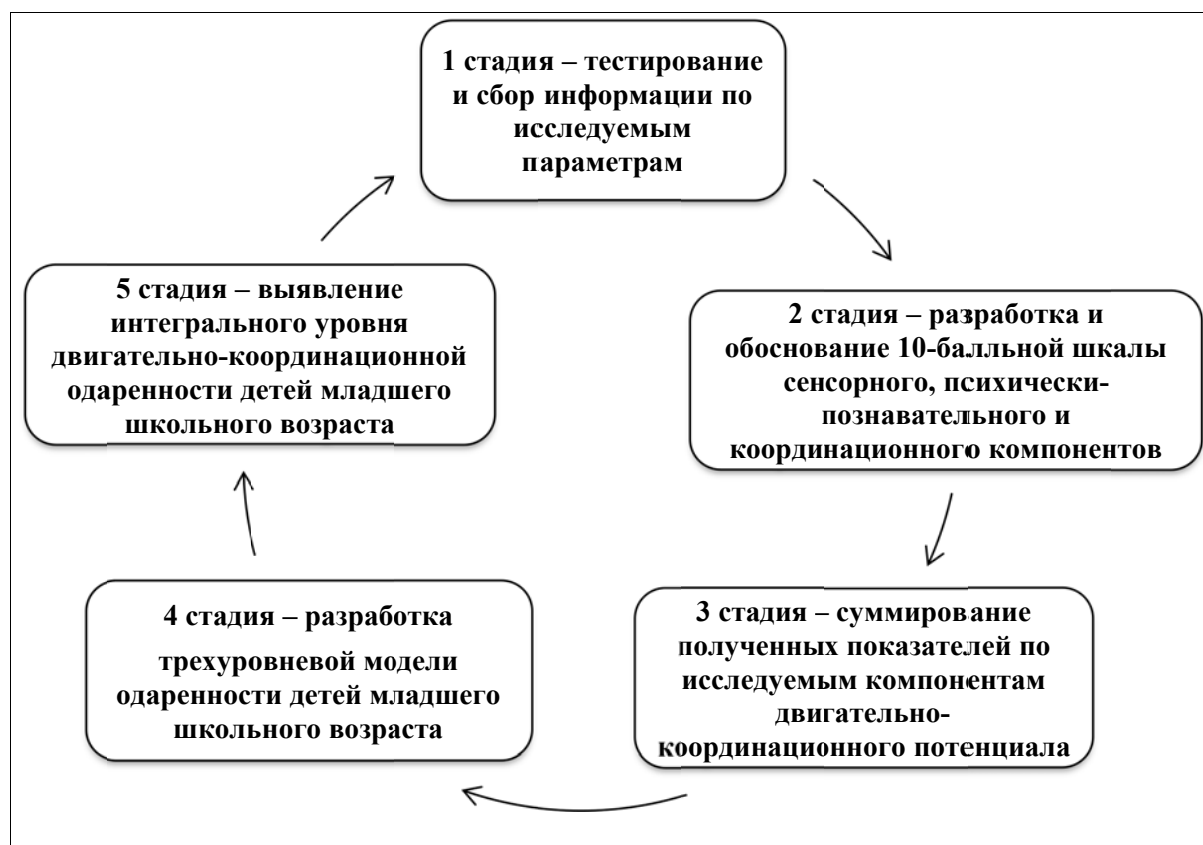 1 стадия – тестирование
и сбор информации по
исследуемым
параметрам
2 стадия – разработка и
обоснование 10-балльной шкалы
сенсорного, психически-
познавательного и
координационного компонентов
3 стадия – суммирование
полученных показателей по
исследуемым компонентам
двигательно-
координационного потенциала
4 стадия – разработка
трехуровневой модели
одаренности детей младшего
школьного возраста
5 стадия – выявление
интегрального уровня
двигательно-координационной
одаренности детей младшего
школьного возраста